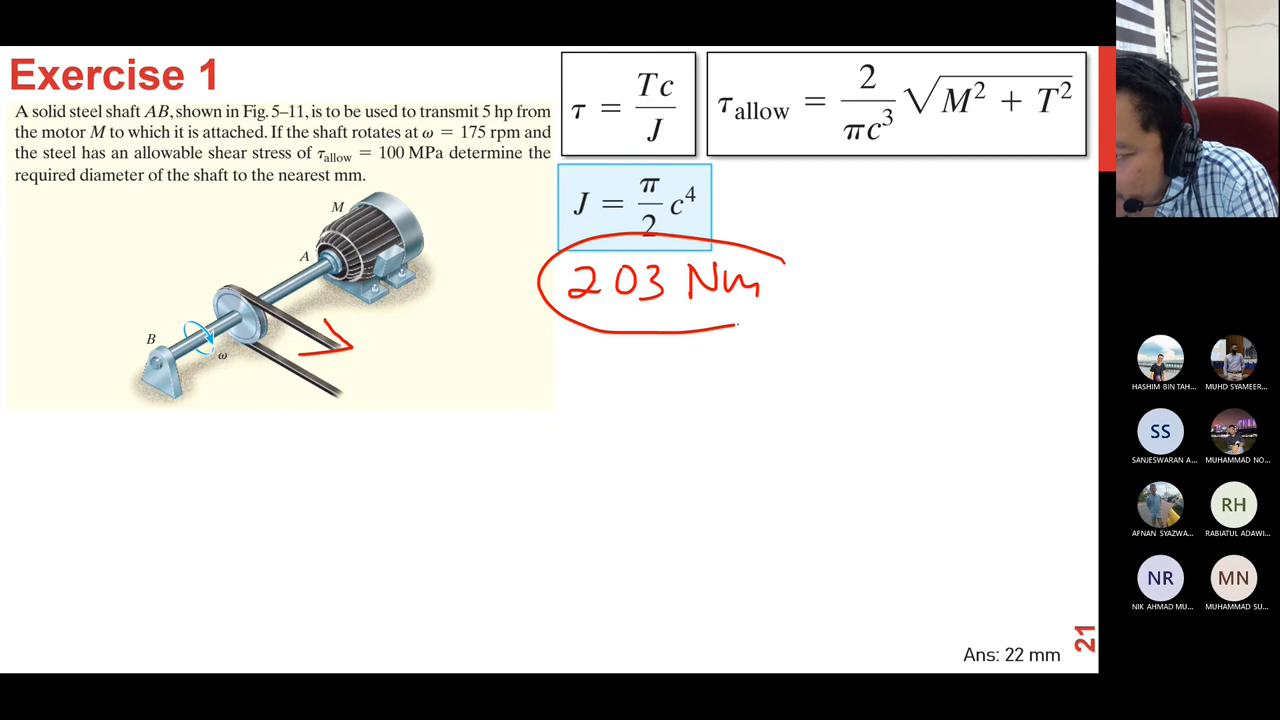 Exercise 1
A solid steel shaft AB, shown in Fig. 5–11, is to be used to transmit 5 hp from
the motor M to which it is attached. If the shaft rotates at ω = 175 rpm and
the steel has an allowable shear stress of τallow = 100 MPa determine the
required diameter of the shaft to the nearest mm.
M
A
B
ω
τ = Tc / J
τallow = 2 / πc³ √M² + T²
J = π / 2 c⁴
203 Nm
Ans: 22 mm
21
HASHIM BIN TAH...
MUHD SYAMEER...
SS
SANJESWARAN A...
MUHAMMAD NO...
AFNAN SYAZWA...
RH
RABIATUL ADAWI...
NR
NIK AHMAD MU...
MN
MUHAMMAD SU...